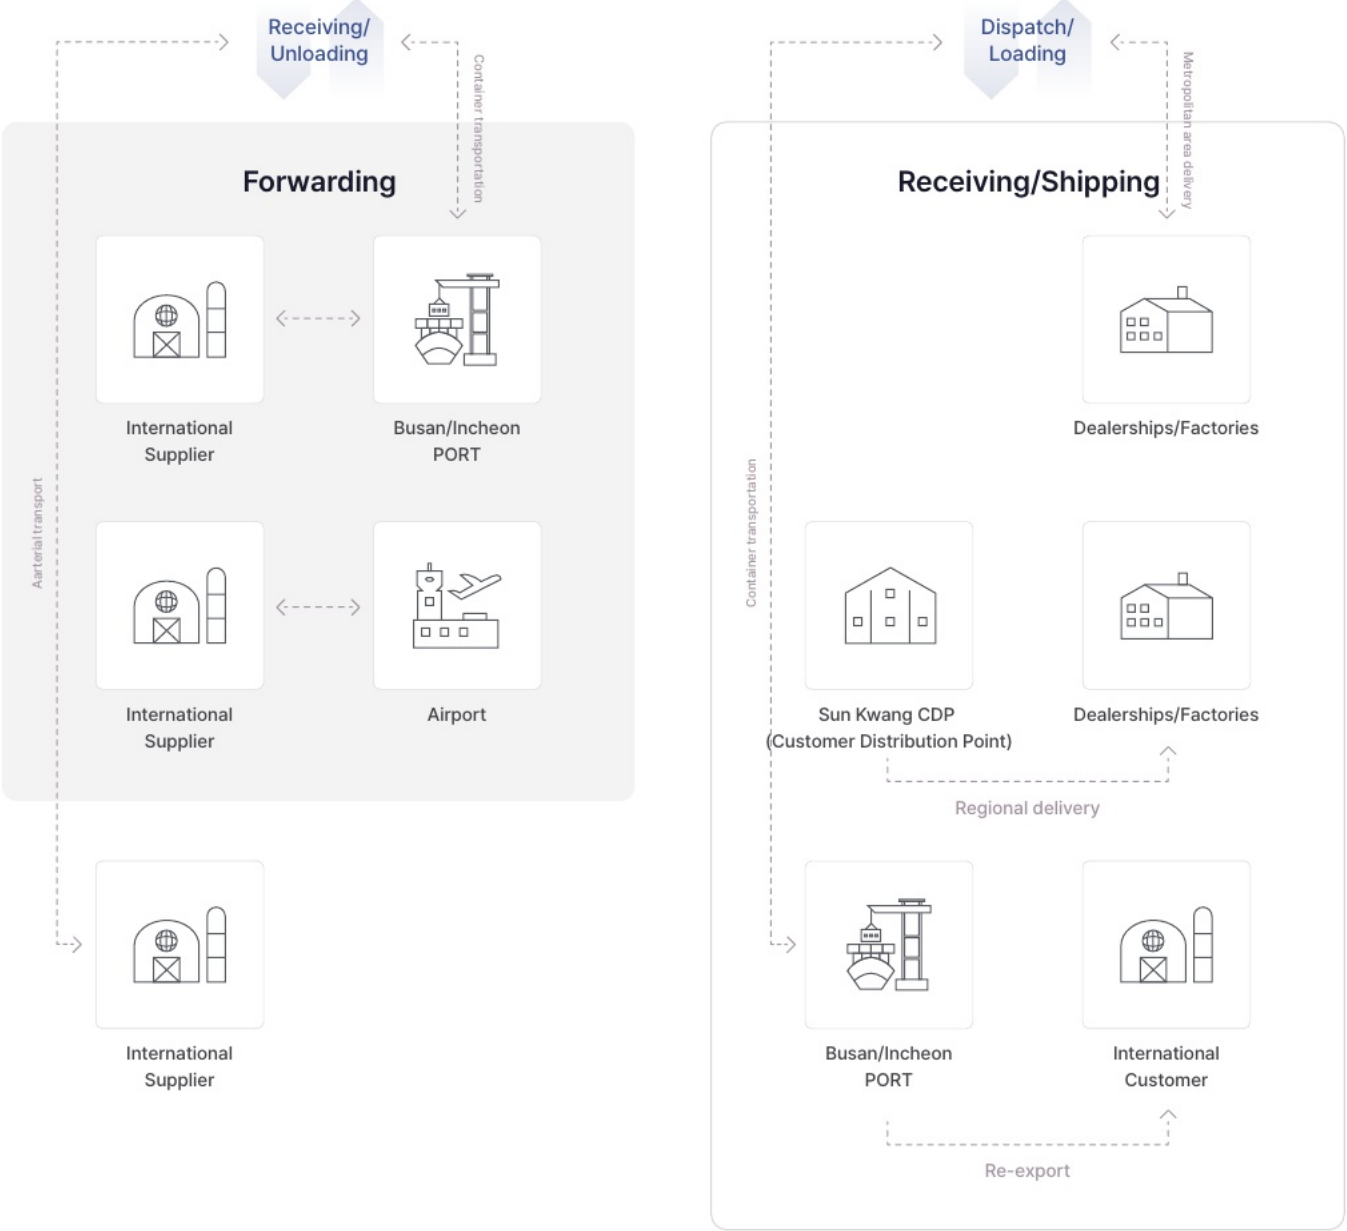 Receiving/
Unloading
Container transportation
Forwarding
International
Supplier
Busan/Incheon
PORT
Aarterial transport
International
Supplier
Airport
International
Supplier
Dispatch/
Loading
Metropolitan area delivery
Receiving/Shipping
Dealerships/Factories
Container transportation
Sun Kwang CDP
(Customer Distribution Point)
Dealerships/Factories
Regional delivery
Busan/Incheon
PORT
International
Customer
Re-export